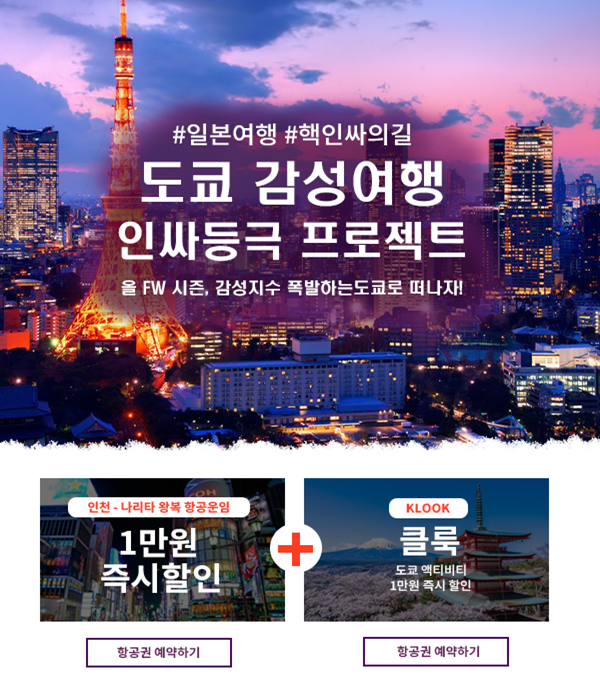 #일본여행 #핵인싸의길
도쿄 감성여행
인싸등극 프로젝트
올 FW 시즌, 감성지수 폭발하는도쿄로 떠나자!
인천 - 나리타 왕복 항공운임
1만원
즉시할인
KLOOK
클룩
도쿄 액티비티
1만원 즉시 할인
항공권 예약하기
항공권 예약하기